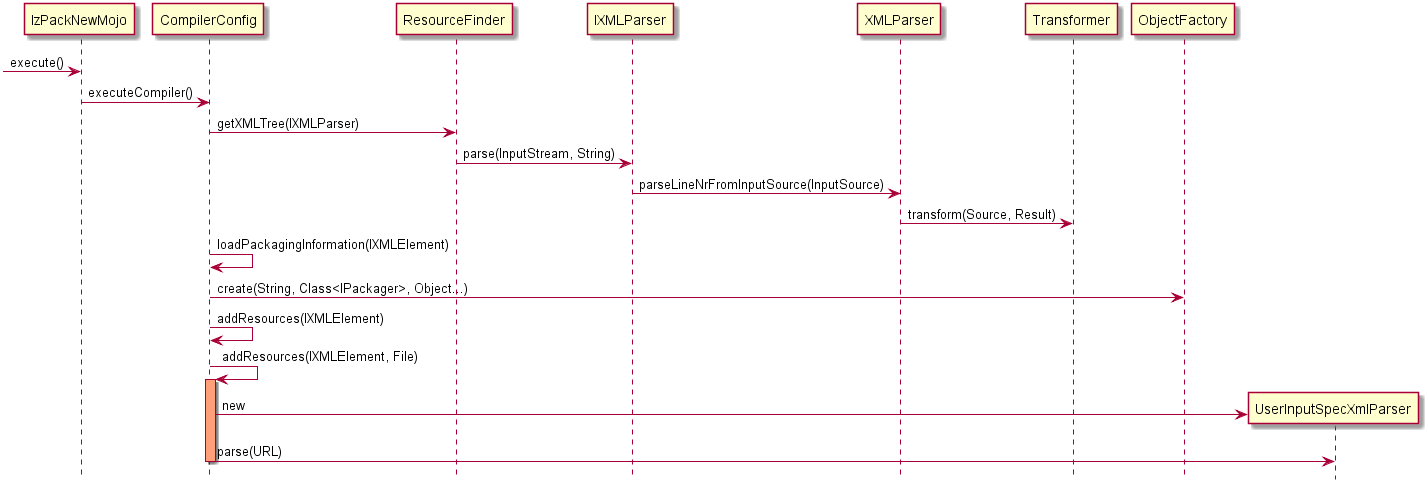 IzPackNewMojo
CompilerConfig
ResourceFinder
IXMLParser
XMLParser
Transformer
ObjectFactory
execute()
executeCompiler()
getXMLTree(IXMLParser)
parse(InputStream, String)
parseLineNrFromInputSource(InputSource)
transform(Source, Result)
loadPackagingInformation(IXMLElement)
create(String, Class<IPackager>, Object...)
addResources(IXMLElement)
addResources(IXMLElement, File)
new
UserInputSpecXmlParser
parse(URL)